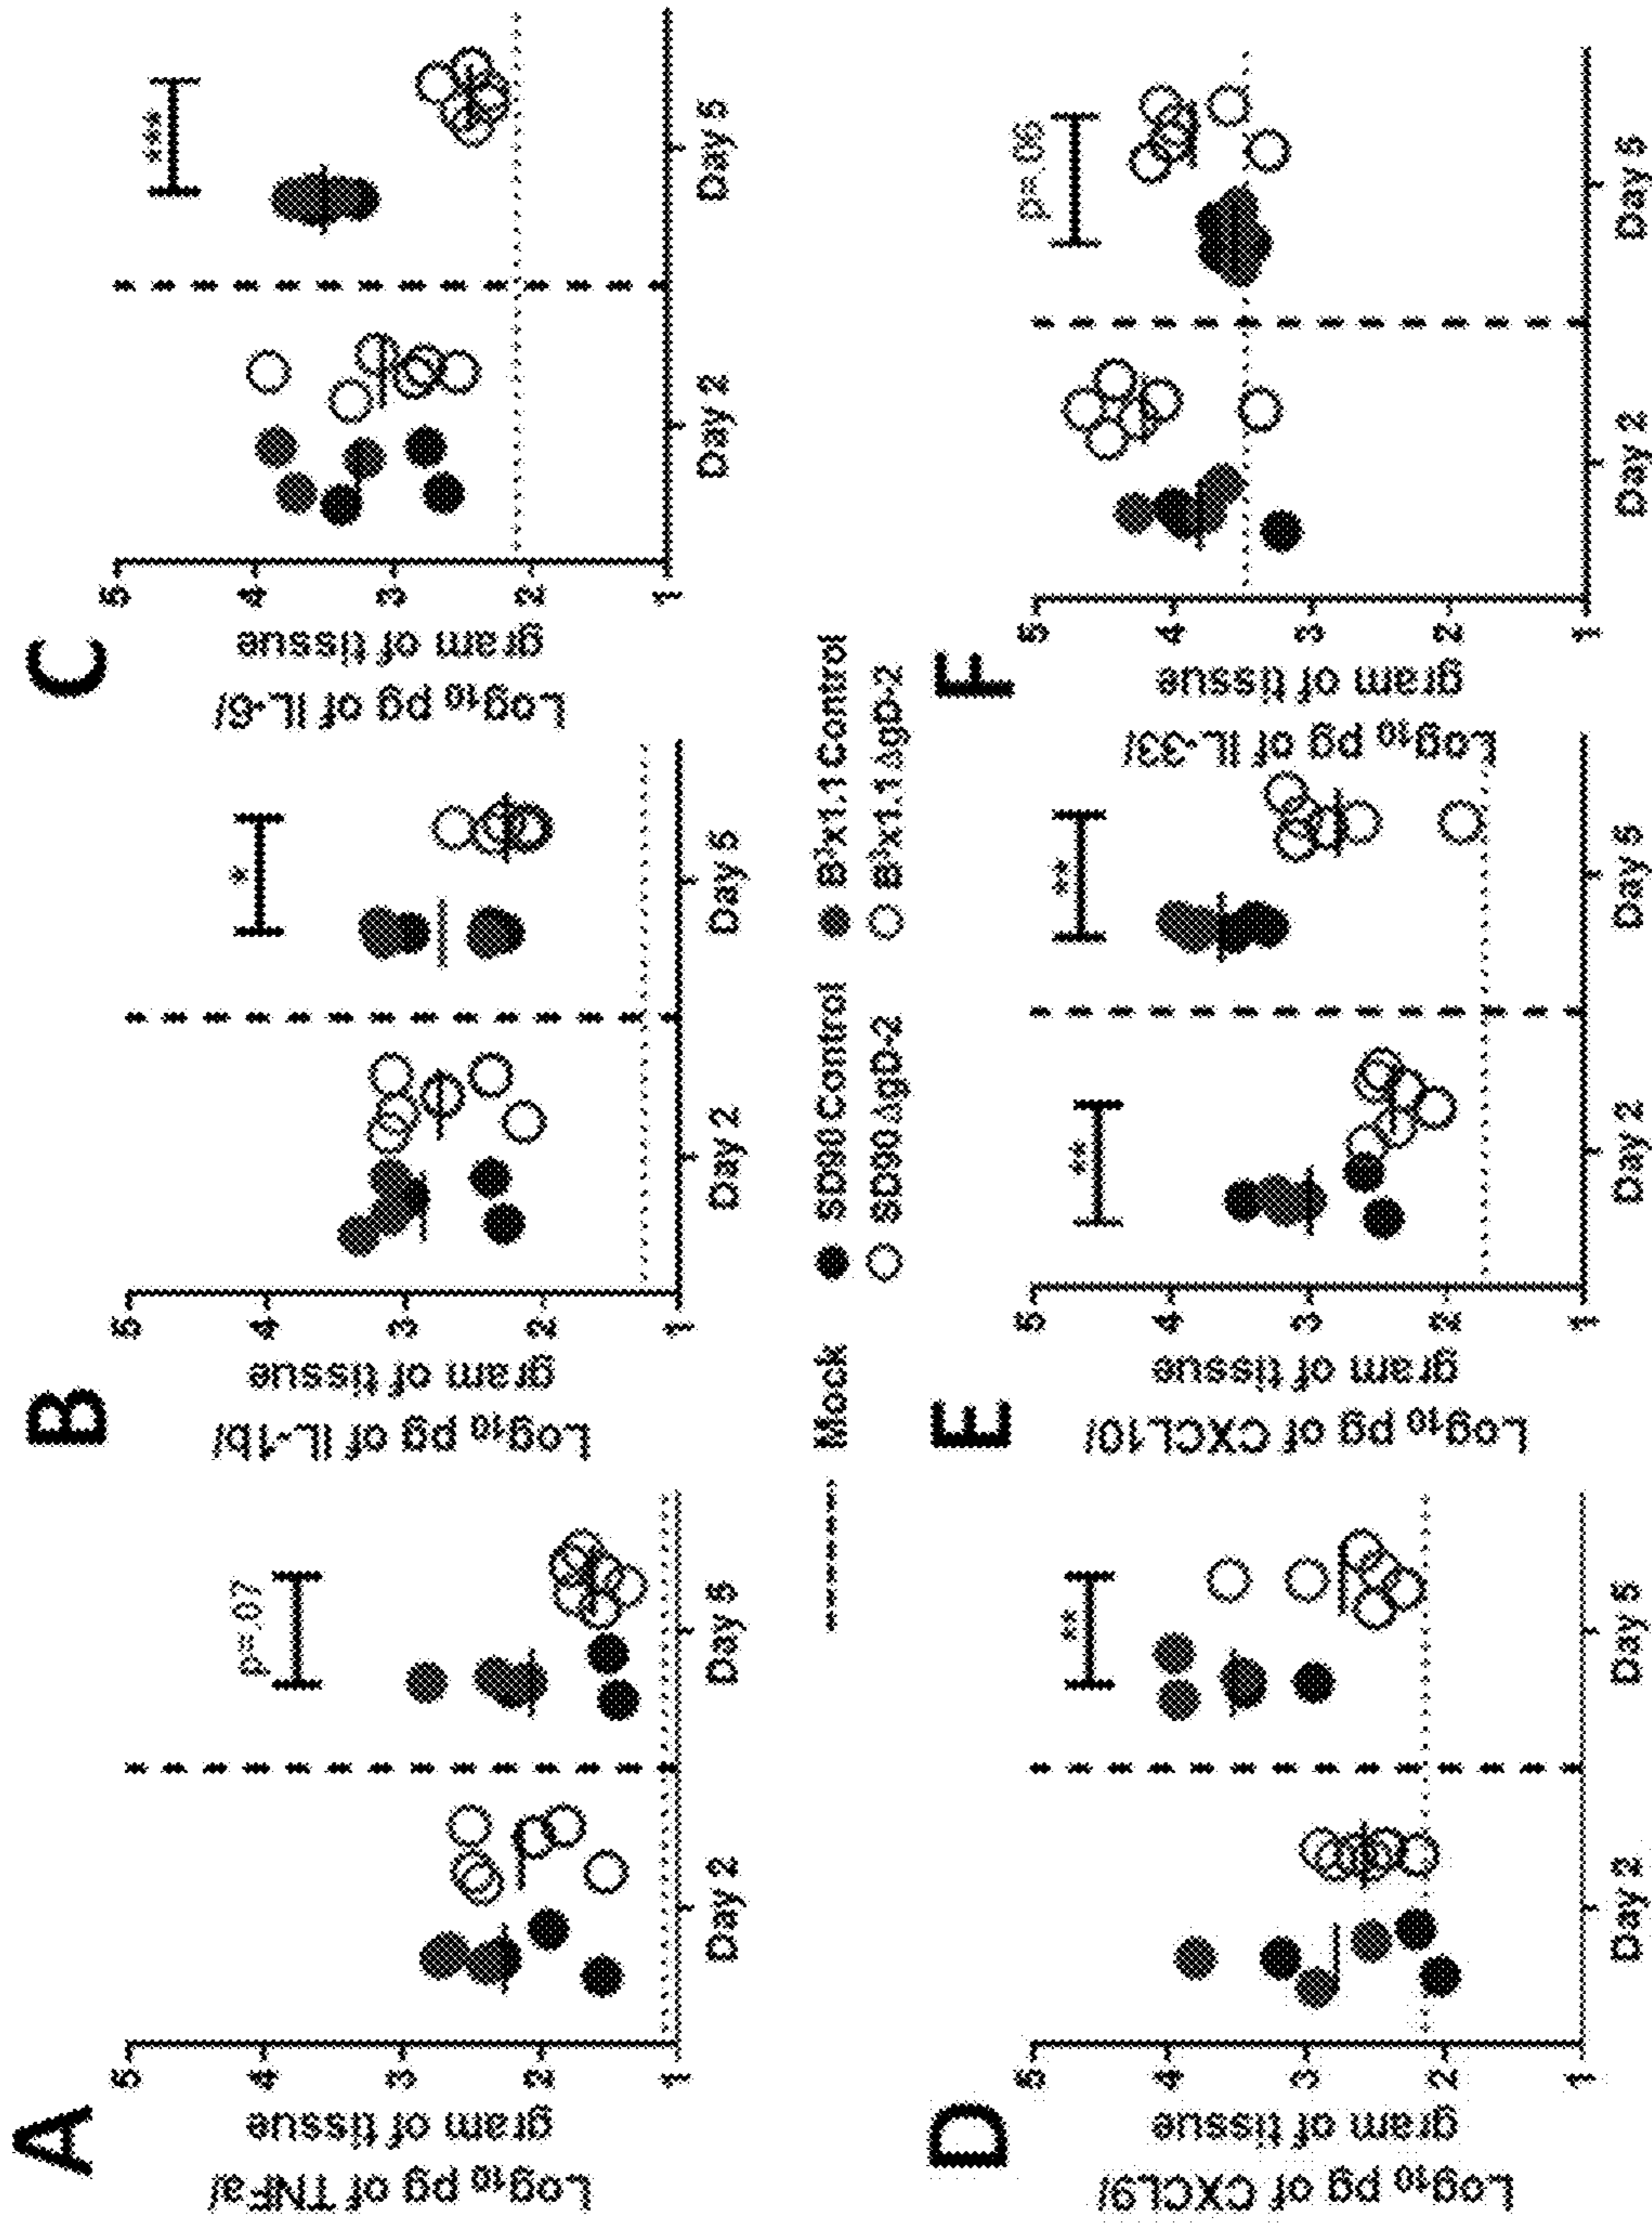 A
Log10 pg of TNFa/
gram of tissue
5
4
3
2
1
p=.07
Day 2
Day 5
B
Log10 pg of IL-1b/
gram of tissue
5
4
3
2
1
*
Day 2
Day 5
C
Log10 pg of IL-6/
gram of tissue
5
4
3
2
1
***
Day 2
Day 5
Mock
SD90 Control
B³x1.1 Control
SD90 ΔgD-2
B³x1.1 ΔgD-2
D
Log10 pg of CXCL9/
gram of tissue
5
4
3
2
1
**
Day 2
Day 5
E
Log10 pg of CXCL10/
gram of tissue
5
4
3
2
1
**
**
Day 2
Day 5
F
Log10 pg of IL-33/
gram of tissue
5
4
3
2
1
p=.06
Day 2
Day 5